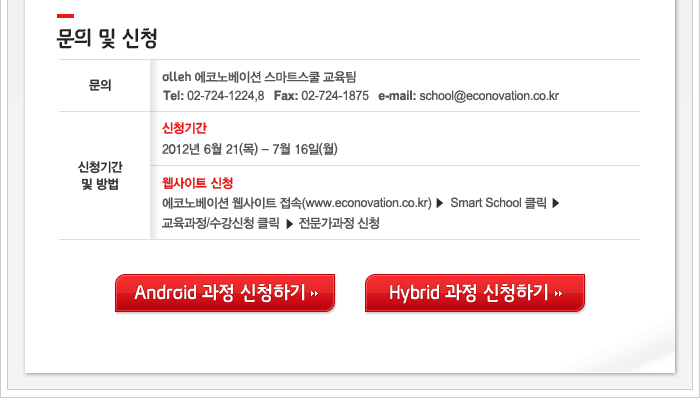 문의 및 신청
문의
olleh 에코노베이션 스마트스쿨 교육팀
Tel: 02-724-1224,8 Fax: 02-724-1875 e-mail: school@econovation.co.kr
신청기간
및 방법
신청기간
2012년 6월 21(목) – 7월 16일(월)
웹사이트 신청
에코노베이션 웹사이트 접속(www.econovation.co.kr) ▶ Smart School 클릭 ▶
교육과정/수강신청 클릭 ▶ 전문가과정 신청
Android 과정 신청하기
Hybrid 과정 신청하기